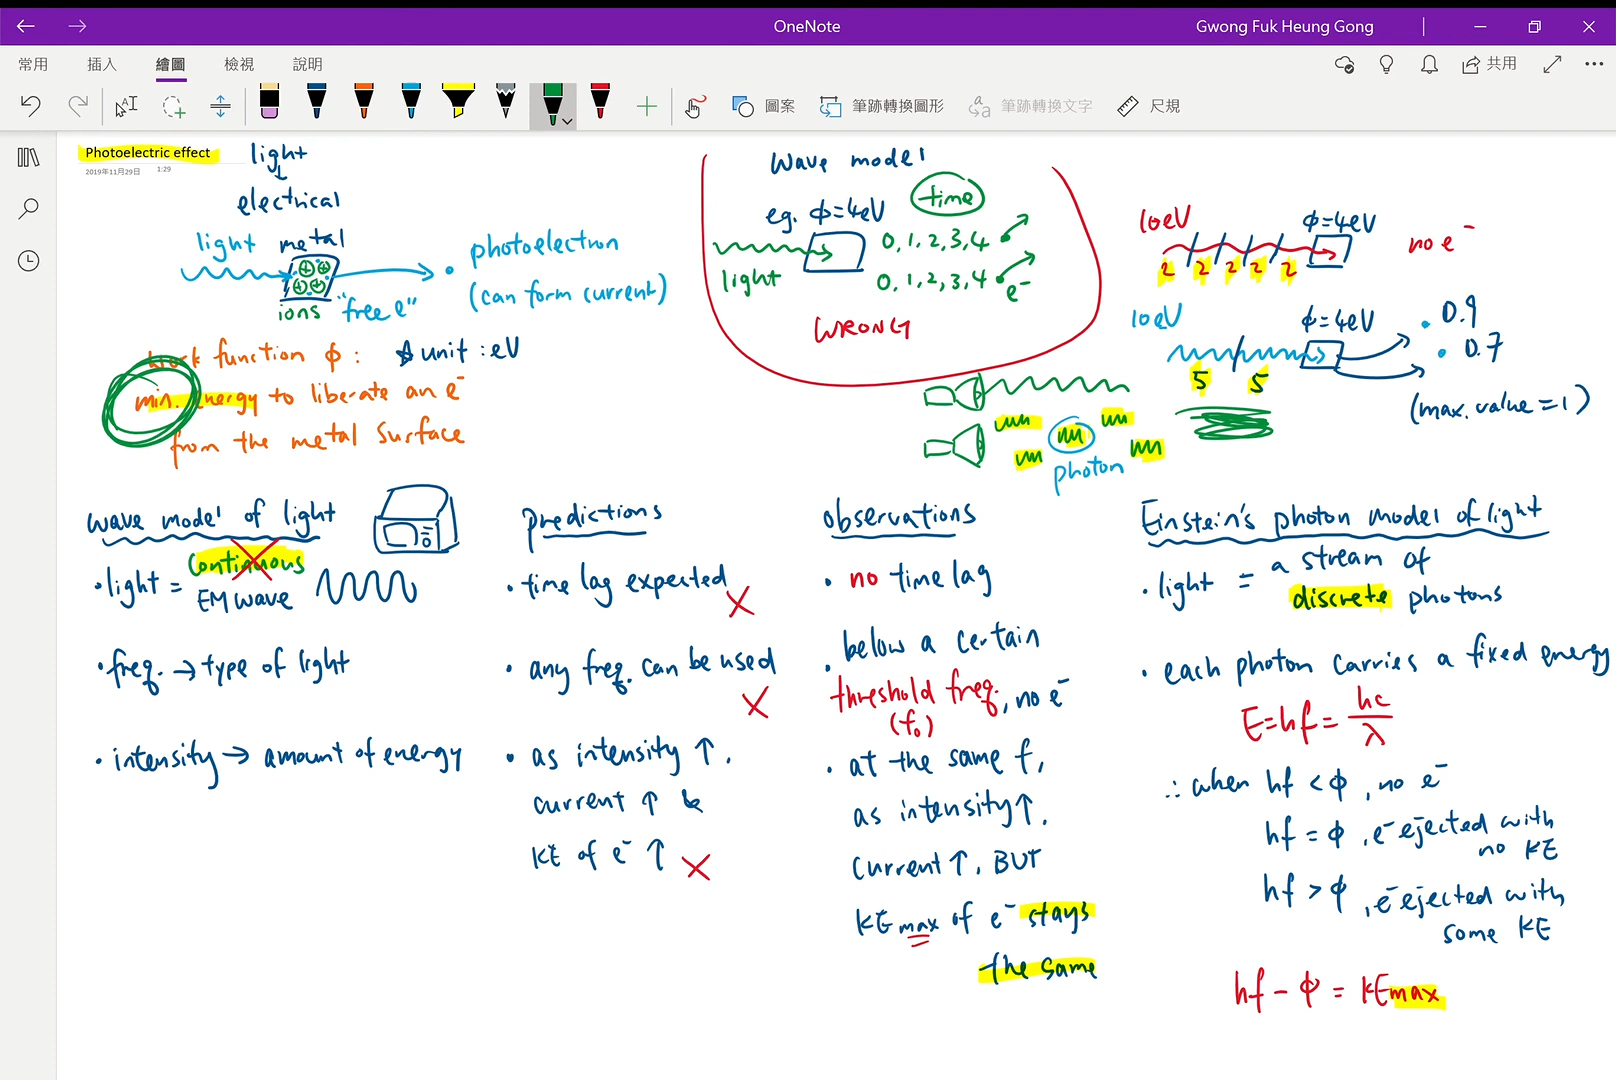 OneNote
Gwong Fuk Heung Gong
常用 插入 繪圖 檢視 說明
共用
圖案 筆跡轉換圖形 筆跡轉換文字 尺規
Photoelectric effect
2019年11月29日 1:29
light
electrical
light metal
photoelectron
(can form current)
ions "free e"
work function φ : ☆ unit : eV
min. energy to liberate an e⁻
from the metal surface
wave model
eg. φ=4eV time
0,1,2,3,4
light 0,1,2,3,4 e⁻
WRONG
10eV φ=4eV no e⁻
2 2 2 2 2
10eV φ=4eV
0.9
0.7
5 5
(max. value = 1)
photon
wave model of light
• light = continuous
EM wave
• freq. → type of light
• intensity → amount of energy
predictions
• time lag expected ✗
• any freq. can be used ✗
• as intensity ↑,
current ↑ &
KE of e⁻ ↑ ✗
observations
• no time lag
• below a certain
threshold freq., no e⁻
(f₀)
• at the same f,
as intensity ↑,
current ↑, BUT
KEmax of e⁻ stays
the same
Einstein's photon model of light
• light = a stream of
discrete photons
• each photon carries a fixed energy
E=hf = hc/λ
∴ when hf < φ, no e⁻
hf = φ, e⁻ ejected with
no KE
hf > φ, e⁻ ejected with
some KE
hf - φ = KEmax